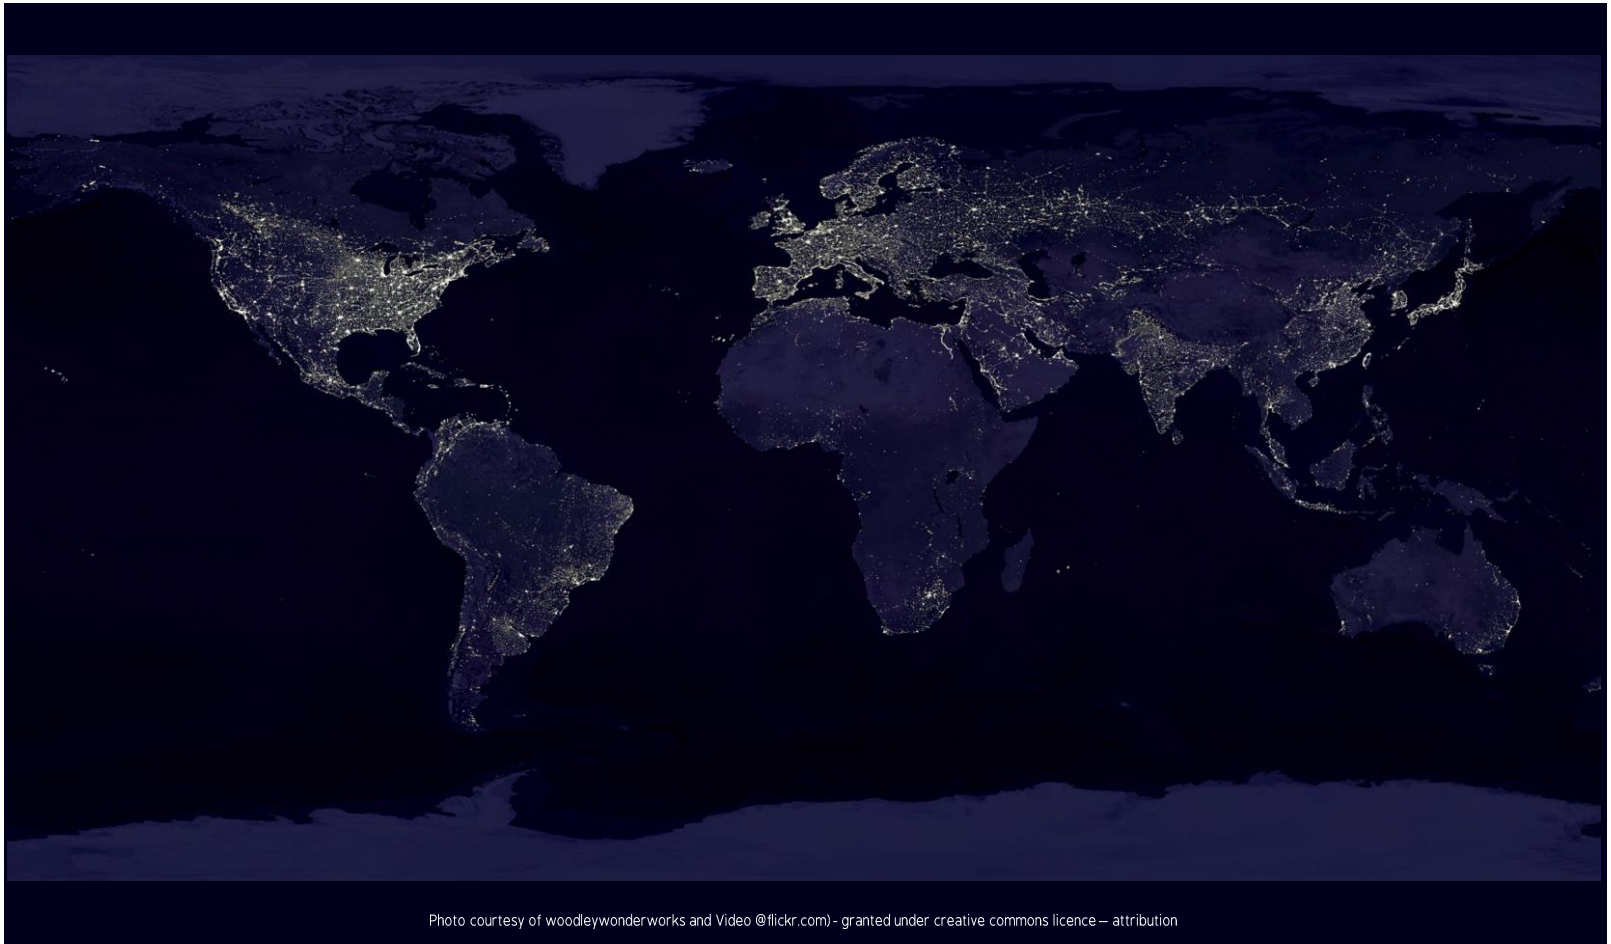 Photo courtesy of woodleywonderworks and Video @flickr.com) - granted under creative commons licence – attribution